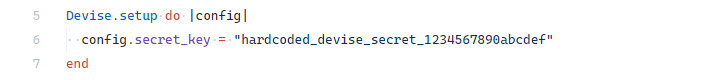 5 Devise.setup do |config|
6 config.secret_key = "hardcoded_devise_secret_1234567890abcdef"
7 end